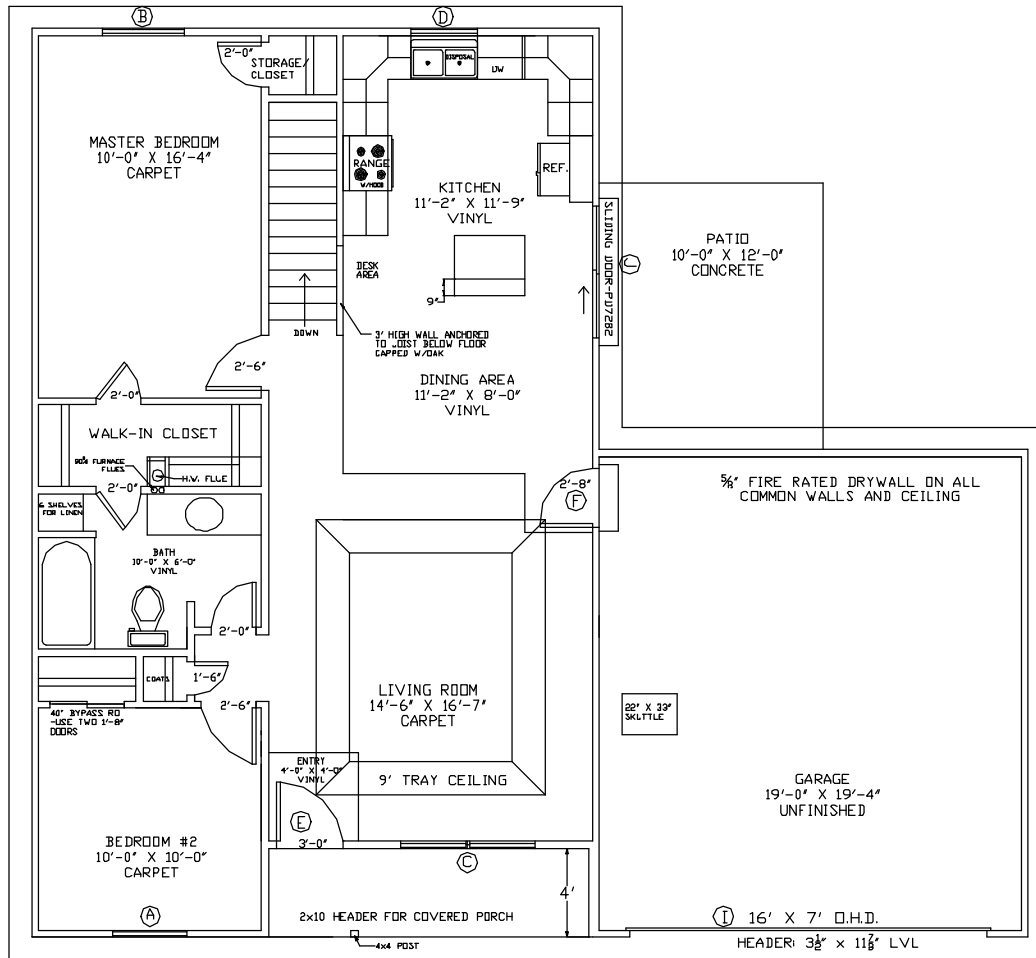 B
D
2'-0"
STORAGE/
CLOSET
DISPOSAL
DW
MASTER BEDROOM
10'-0" X 16'-4"
CARPET
RANGE
W/HOOD
REF.
KITCHEN
11'-2" X 11'-9"
VINYL
SLIDING DOOR-PD7282
J
PATIO
10'-0" X 12'-0"
CONCRETE
DESK
AREA
9"
DOWN
3' HIGH WALL ANCHORED
TO JOIST BELOW FLOOR
CAPPED W/OAK
2'-6"
DINING AREA
11'-2" X 8'-0"
VINYL
2'-0"
WALK-IN CLOSET
90% FURNACE
FLUES
H.W. FLUE
2'-0"
6 SHELVES
FOR LINEN
2'-8"
F
5/8" FIRE RATED DRYWALL ON ALL
COMMON WALLS AND CEILING
BATH
10'-0" X 6'-0"
VINYL
2'-0"
COATS
1'-6"
2'-6"
40" BYPASS RO
-USE TWO 1'-8"
DOORS
LIVING ROOM
14'-6" X 16'-7"
CARPET
22" X 33"
SKUTTLE
ENTRY
4'-0" X 4'-0"
VINYL
9' TRAY CEILING
GARAGE
19'-0" X 19'-4"
UNFINISHED
E
3'-0"
BEDROOM #2
10'-0" X 10'-0"
CARPET
C
4'
A
2x10 HEADER FOR COVERED PORCH
4x4 POST
I 16' X 7' O.H.D.
HEADER: 3½" x 11⅞" LVL